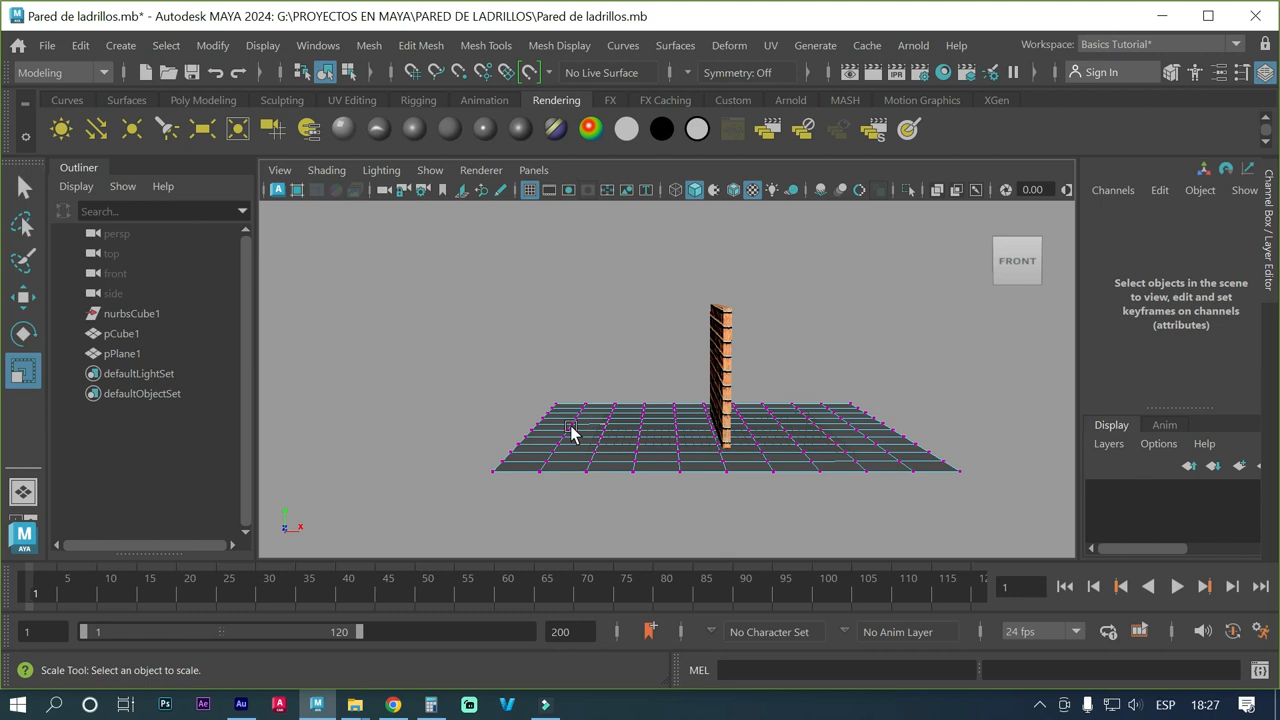 Pared de ladrillos.mb* - Autodesk MAYA 2024: G:\PROYECTOS EN MAYA\PARED DE LADRILLOS\Pared de ladrillos.mb
File Edit Create Select Modify Display Windows Mesh Edit Mesh Mesh Tools Mesh Display Curves Surfaces Deform UV Generate Cache Arnold Help Workspace: Basics Tutorial*
Modeling No Live Surface Symmetry: Off IPR Sign In
Curves Surfaces Poly Modeling Sculpting UV Editing Rigging Animation Rendering FX FX Caching Custom Arnold MASH Motion Graphics XGen
Outliner
Display Show Help
Search...
persp
top
front
side
nurbsCube1
pCube1
pPlane1
defaultLightSet
defaultObjectSet
View Shading Lighting Show Renderer Panels
0.00
FRONT
Y
X
Channels Edit Object Show
Channel Box / Layer Editor
Select objects in the scene
to view, edit and set
keyframes on channels
(attributes)
Display Anim
Layers Options Help
M
AYA
5 10 15 20 25 30 35 40 45 50 55 60 65 70 75 80 85 90 95 100 105 110 115 12
1
1
1 1 120 200 No Character Set No Anim Layer 24 fps
Scale Tool: Select an object to scale. MEL
Ps Ae Au A M ESP 18:27